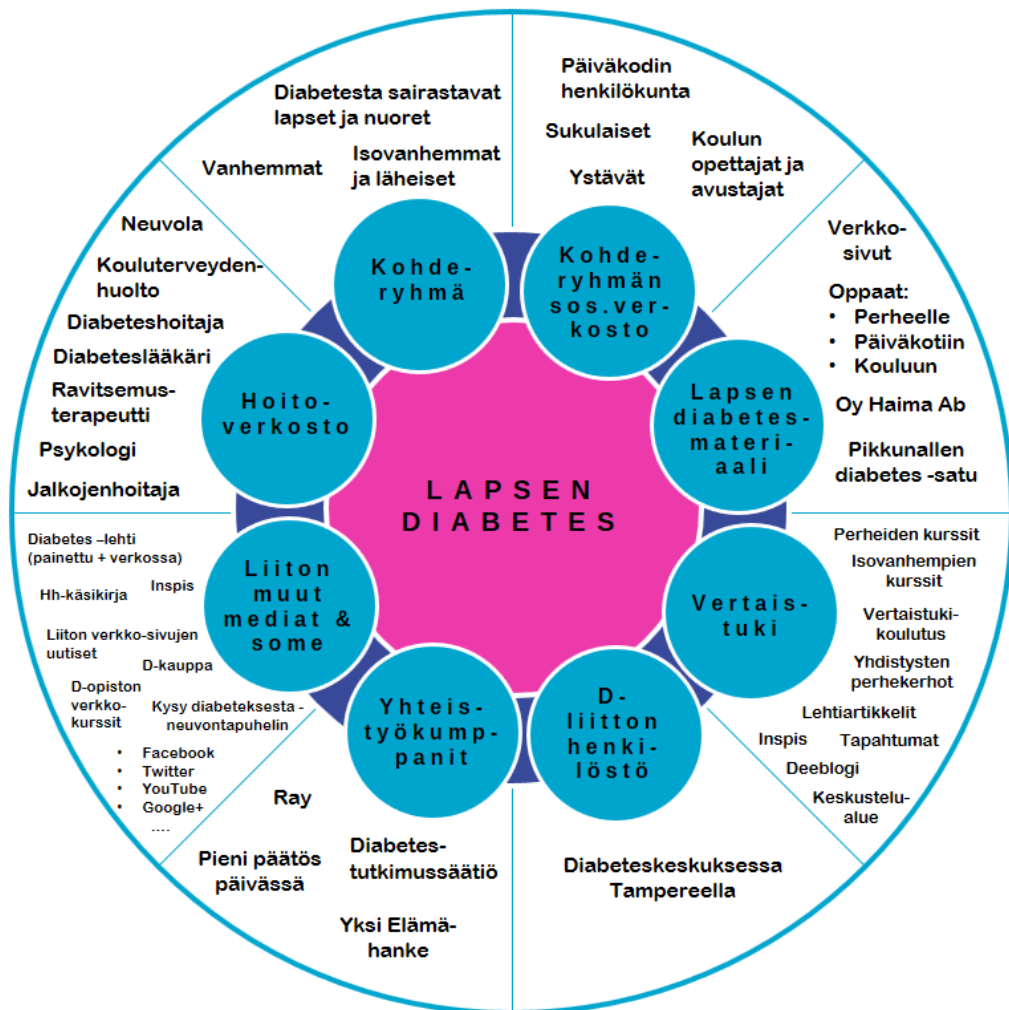 LAPSEN
DIABETES
Kohde-
ryhmä
Diabetesta sairastavat
lapset ja nuoret
Vanhemmat
Isovanhemmat
ja läheiset
Kohde-
ryhmän
sos.ver-
kosto
Päiväkodin
henkilökunta
Sukulaiset
Koulun
opettajat ja
avustajat
Ystävät
Lapsen
diabetes-
materi-
aali
Verkko-
sivut
Oppaat:
• Perheelle
• Päiväkotiin
• Kouluun
Oy Haima Ab
Pikkunallen
diabetes -satu
Vertais-
tuki
Perheiden kurssit
Isovanhempien
kurssit
Vertaistuki-
koulutus
Yhdistysten
perhekerhot
Lehtiartikkelit
Inspis
Tapahtumat
Deeblogi
Keskustelu-
alue
D-
liitton
henki-
löstö
Diabeteskeskuksessa
Tampereella
Yhteis-
työkump-
panit
Ray
Pieni päätös
päivässä
Diabetes-
tutkimussäätiö
Yksi Elämä-
hanke
Liiton
muut
mediat &
some
Diabetes –lehti
(painettu + verkossa)
Hh-käsikirja
Inspis
Liiton verkko-sivujen
uutiset
D-kauppa
D-opiston
verkko-
kurssit
Kysy diabeteksesta -
neuvontapuhelin
• Facebook
• Twitter
• YouTube
• Google+
....
Hoito-
verkosto
Neuvola
Kouluterveyden-
huolto
Diabeteshoitaja
Diabeteslääkäri
Ravitsemus-
terapeutti
Psykologi
Jalkojenhoitaja